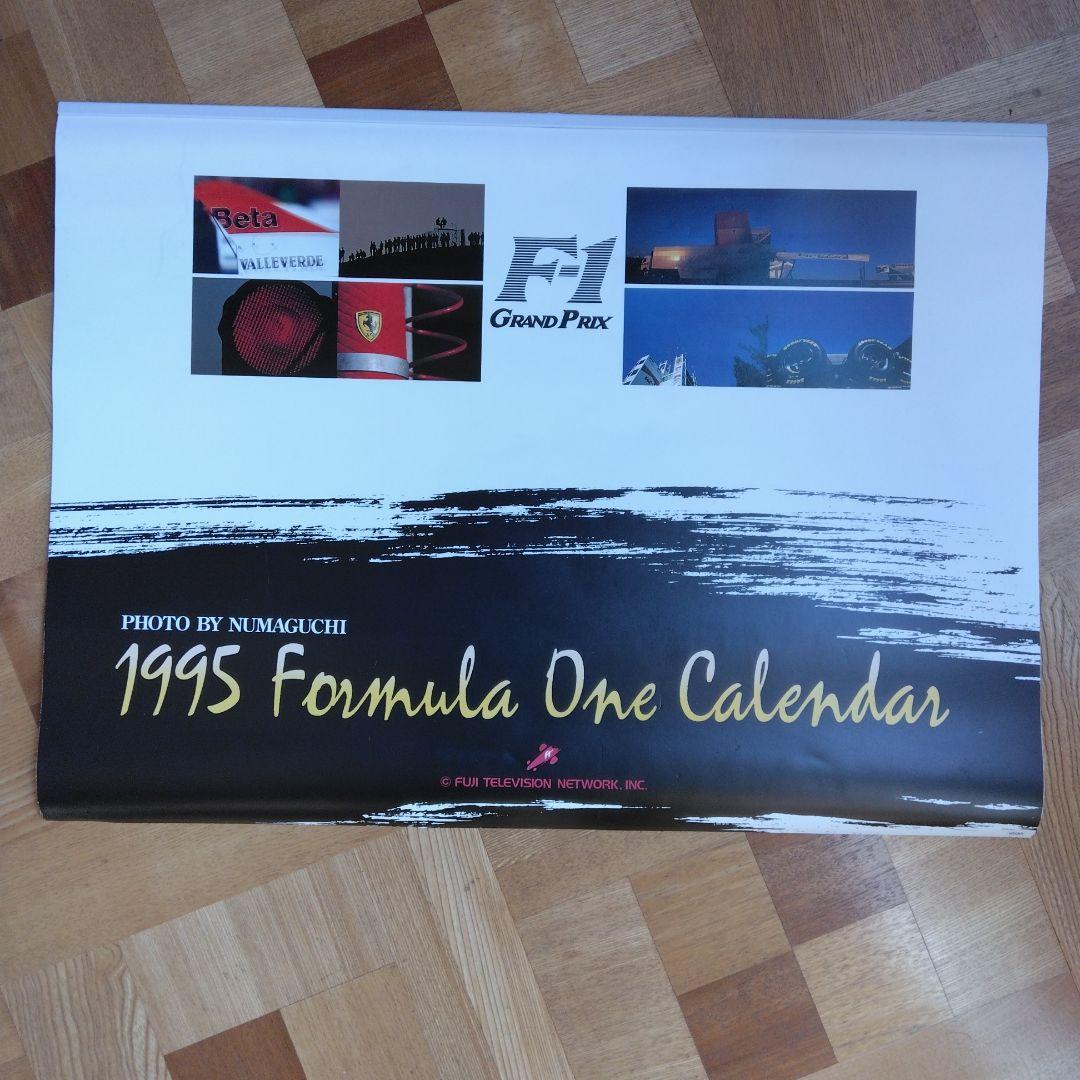 Beta
VALLEVERDE
F-1
GRAND PRIX
PHOTO BY NUMAGUCHI
1995 Formula One Calendar
© FUJI TELEVISION NETWORK, INC.